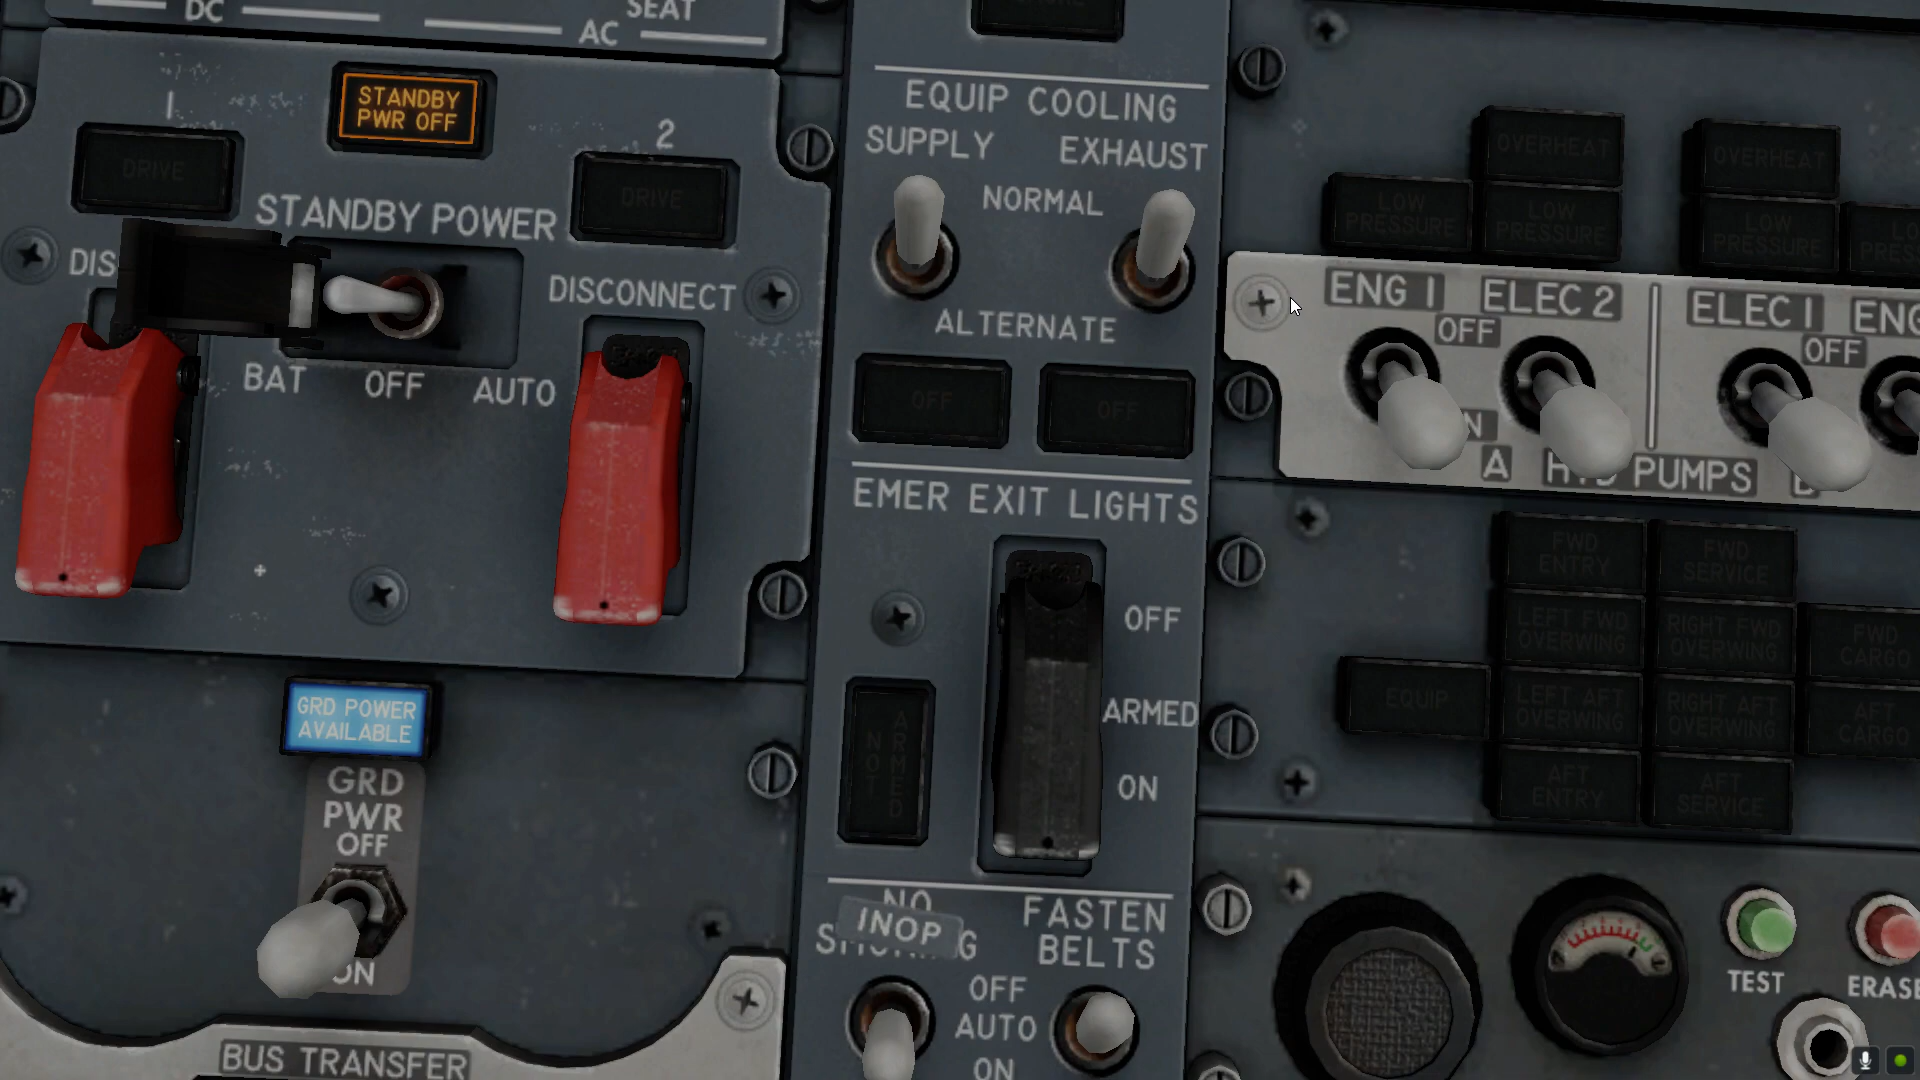 DC
SEAT
AC
1
STANDBY
PWR OFF
2
DRIVE
DRIVE
STANDBY POWER
DIS
DISCONNECT
BAT
OFF
AUTO
GRD POWER
AVAILABLE
GRD
PWR
OFF
ON
BUS TRANSFER
EQUIP COOLING
SUPPLY
EXHAUST
NORMAL
ALTERNATE
OFF
OFF
EMER EXIT LIGHTS
OFF
ARMED
ON
NOT
ARMED
NO
INOP
FASTEN
BELTS
OFF
AUTO
ON
OVERHEAT
OVERHEAT
LOW
PRESSURE
LOW
PRESSURE
LOW
PRESSURE
ENG 1
ELEC 2
ELEC 1
ENG
OFF
OFF
A
PUMPS
FWD
ENTRY
FWD
SERVICE
LEFT FWD
OVERWING
RIGHT FWD
OVERWING
FWD
CARGO
EQUIP
LEFT AFT
OVERWING
RIGHT AFT
OVERWING
AFT
CARGO
AFT
ENTRY
AFT
SERVICE
TEST
ERASE